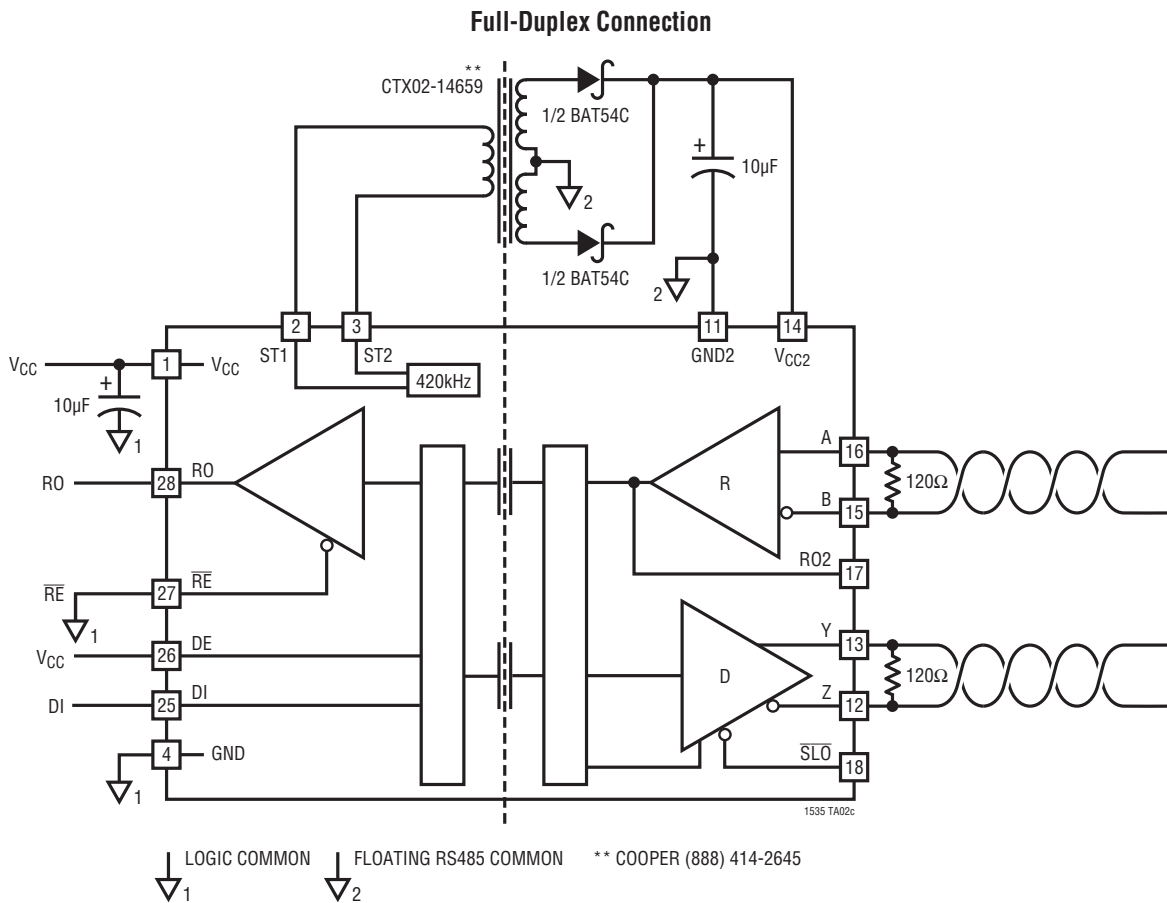 Full-Duplex Connection
**
CTX02-14659
1/2 BAT54C
+
10µF
2
1/2 BAT54C
2
2
3
11
14
ST1
ST2
GND2
VCC2
VCC
1
VCC
420kHz
+
10µF
1
A
16
RO
28
RO
R
120Ω
B
15
RO2
17
RE
27
RE
1
Y
13
VCC
26
DE
D
120Ω
DI
25
DI
Z
12
4
GND
SLO
18
1
1535 TA02c
1
LOGIC COMMON
2
FLOATING RS485 COMMON
** COOPER (888) 414-2645